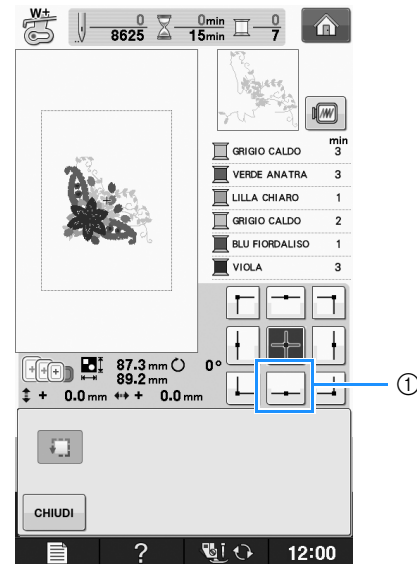 W+
0 0min 0
8625 15min 7
min
GRIGIO CALDO 3
VERDE ANATRA 3
LILLA CHIARO 1
GRIGIO CALDO 2
BLU FIORDALISO 1
VIOLA 3
87.3 mm 0°
89.2 mm
+ 0.0 mm + 0.0 mm
①
CHIUDI
? 12:00